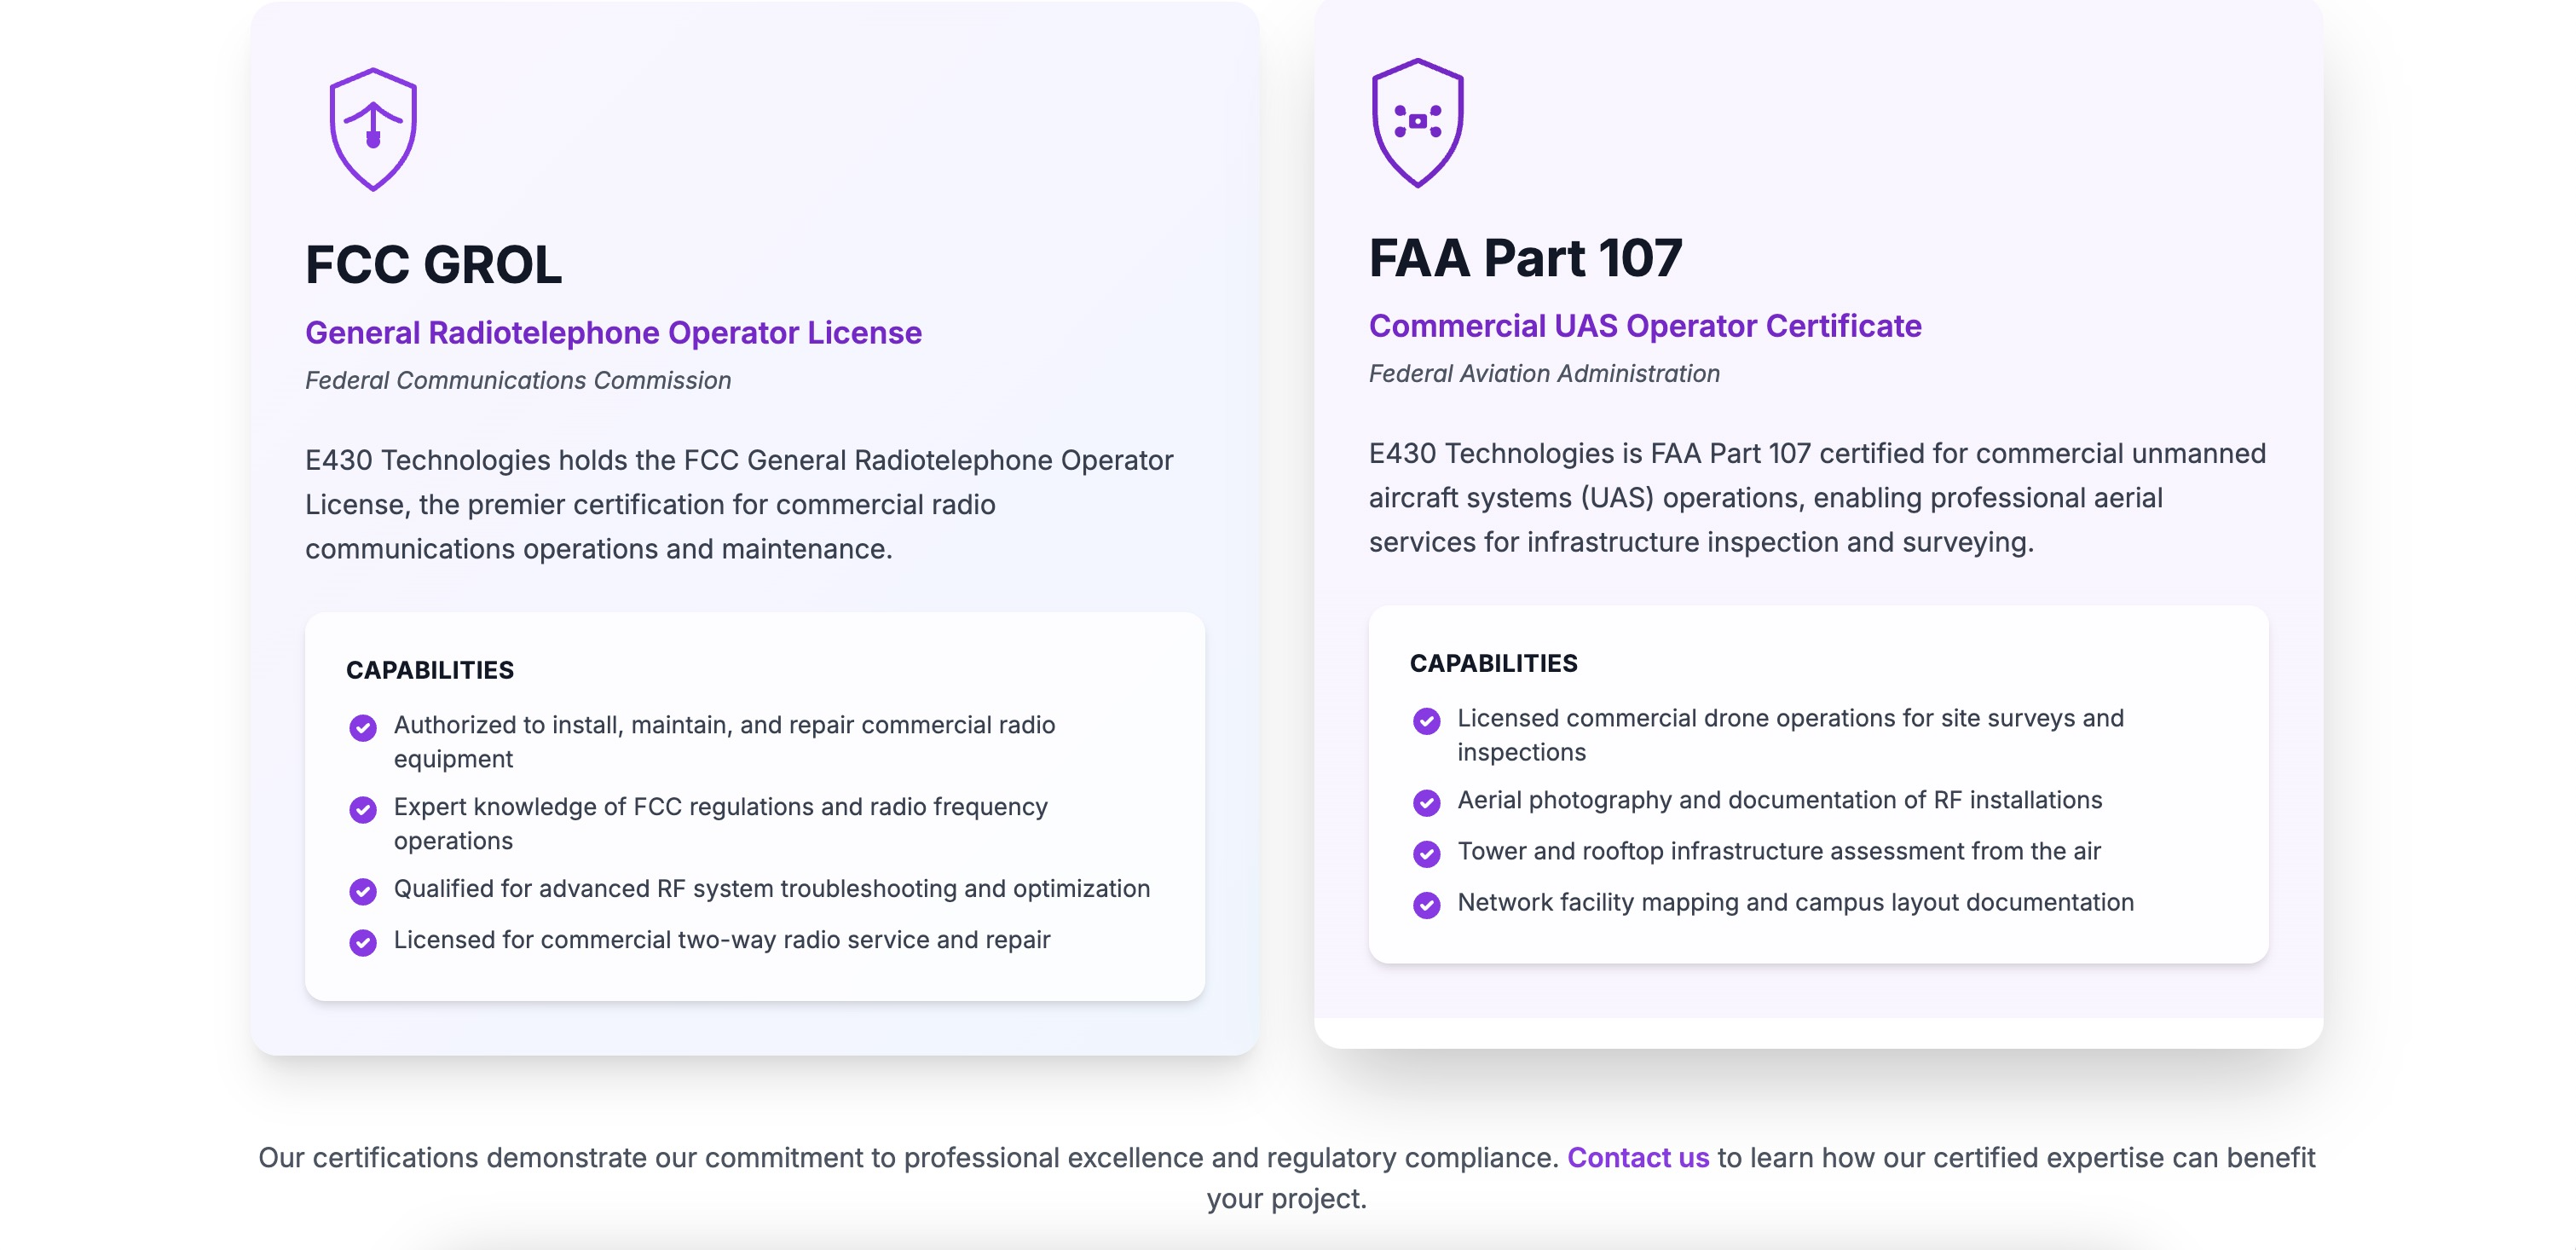 FCC GROL
General Radiotelephone Operator License
Federal Communications Commission
E430 Technologies holds the FCC General Radiotelephone Operator
License, the premier certification for commercial radio
communications operations and maintenance.
CAPABILITIES
Authorized to install, maintain, and repair commercial radio
equipment
Expert knowledge of FCC regulations and radio frequency
operations
Qualified for advanced RF system troubleshooting and optimization
Licensed for commercial two-way radio service and repair
FAA Part 107
Commercial UAS Operator Certificate
Federal Aviation Administration
E430 Technologies is FAA Part 107 certified for commercial unmanned
aircraft systems (UAS) operations, enabling professional aerial
services for infrastructure inspection and surveying.
CAPABILITIES
Licensed commercial drone operations for site surveys and
inspections
Aerial photography and documentation of RF installations
Tower and rooftop infrastructure assessment from the air
Network facility mapping and campus layout documentation
Our certifications demonstrate our commitment to professional excellence and regulatory compliance. Contact us to learn how our certified expertise can benefit
your project.